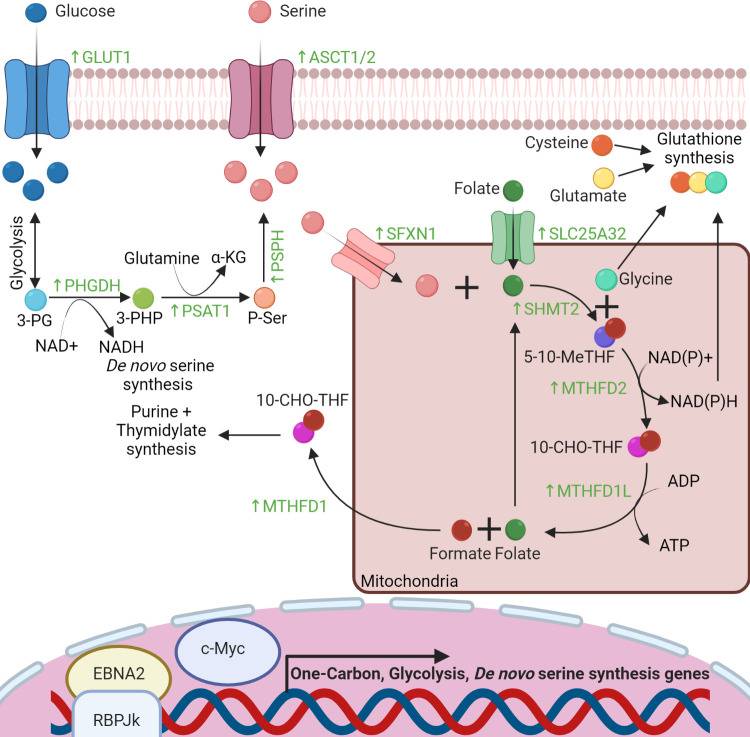 Glucose
Serine
↑GLUT1
↑ASCT1/2
Cysteine
Glutathione
synthesis
Glutamate
Folate
↑SFXN1
↑SLC25A32
Glycolysis
Glutamine
α-KG
↑PSPH
↑PHGDH
↑PSAT1
3-PG
3-PHP
P-Ser
NAD+
NADH
De novo serine
synthesis
Glycine
↑SHMT2
5-10-MeTHF
NAD(P)+
↑MTHFD2
NAD(P)H
10-CHO-THF
Purine +
Thymidylate
synthesis
10-CHO-THF
↑MTHFD1L
ADP
↑MTHFD1
ATP
Formate
Folate
Mitochondria
c-Myc
EBNA2
RBPJk
One-Carbon, Glycolysis, De novo serine synthesis genes